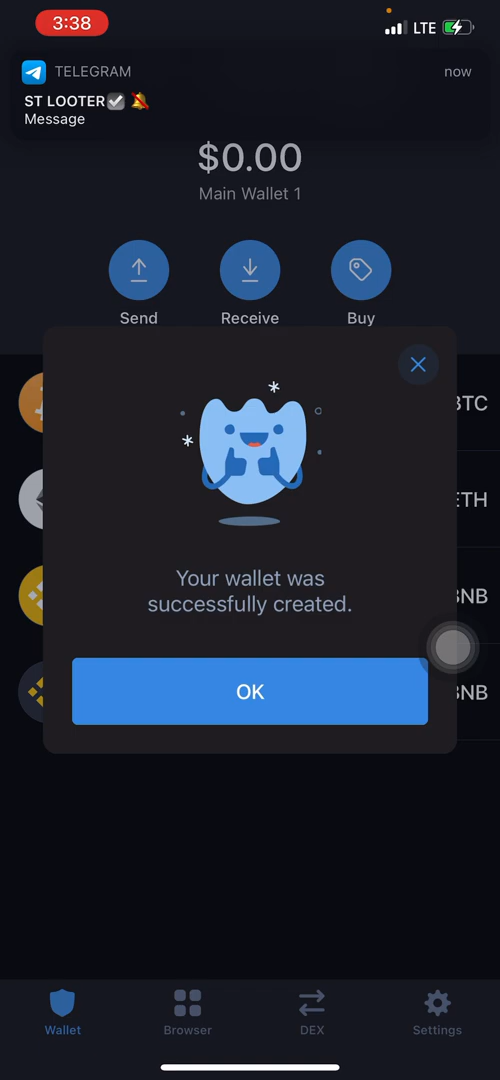 3:38
LTE
TELEGRAM
now
ST LOOTER
Message
$0.00
Main Wallet 1
Send
Receive
Buy
BTC
ETH
BNB
BNB
Your wallet was
successfully created.
OK
Wallet
Browser
DEX
Settings